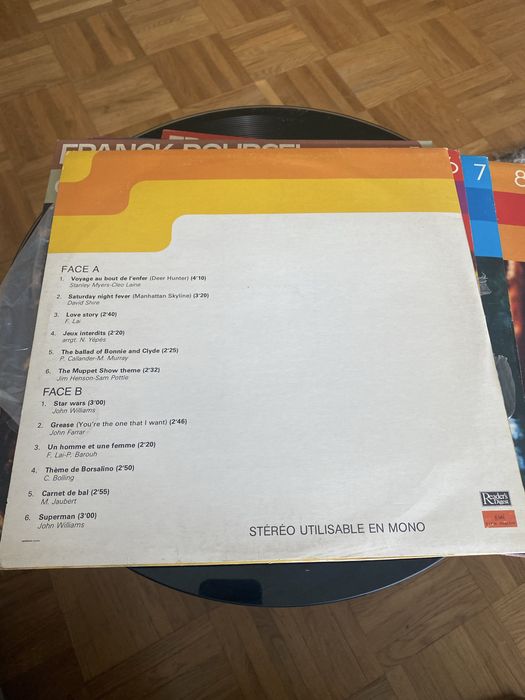 FRANCK POURCEL
6
7
8
FACE A
1. Voyage au bout de l'enfer (Deer Hunter) (4'10)
Stanley Myers-Cleo Laine
2. Saturday night fever (Manhattan Skyline) (3'20)
David Shire
3. Love story (2'40)
F. Lai
4. Jeux interdits (2'20)
arrgt. N. Yépès
5. The ballad of Bonnie and Clyde (2'25)
P. Callander-M. Murray
6. The Muppet Show theme (2'32)
Jim Henson-Sam Pottle
FACE B
1. Star wars (3'00)
John Williams
2. Grease (You're the one that I want) (2'46)
John Farrar
3. Un homme et une femme (2'20)
F. Lai-P. Barouh
4. Thème de Borsalino (2'50)
C. Bolling
5. Carnet de bal (2'55)
M. Jaubert
6. Superman (3'00)
John Williams
STÉRÉO UTILISABLE EN MONO
Reader's
Digest